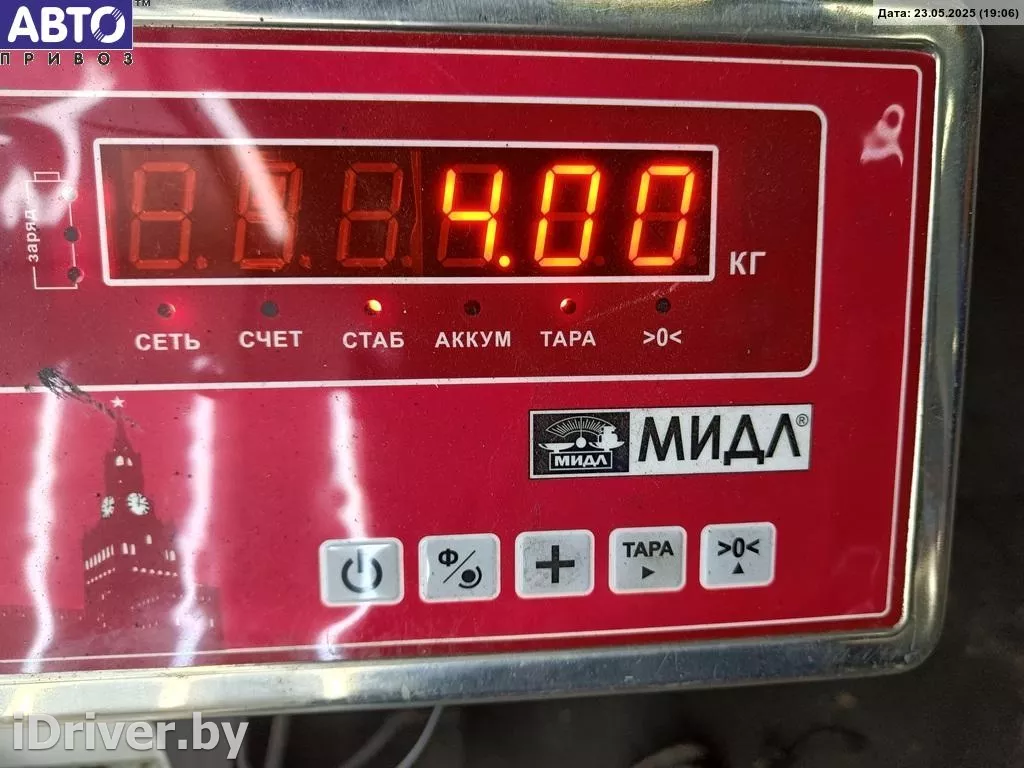 АВТО™
ПРИВОЗ
Дата: 23.05.2025 (19:06)
заряд
4.00
КГ
СЕТЬ СЧЕТ СТАБ АККУМ ТАРА >0<
МИДЛ
МИДЛ®
Ф
ТАРА
>0<
iDriver.by